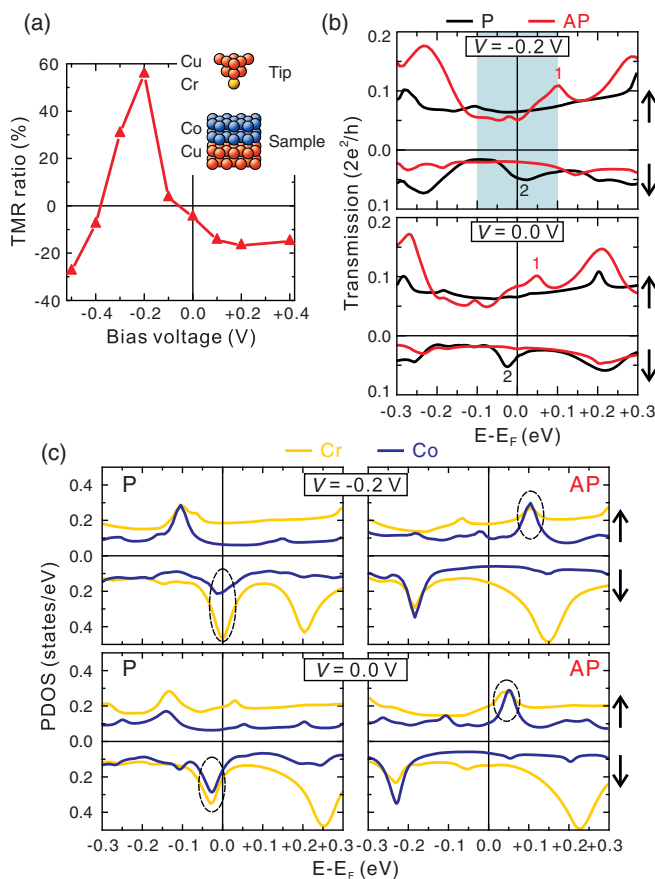 (a)
60
40
20
0
-20
-40
TMR ratio (%)
-0.4
-0.2
0.0
+0.2
+0.4
Bias voltage (V)
Cu
Cr
Tip
Co
Cu
Sample
(b)
P
AP
V = -0.2 V
0.2
0.1
0.0
0.1
1
2
V = 0.0 V
0.1
0.0
0.1
1
2
Transmission (2e²/h)
-0.3 -0.2 -0.1 0.0 +0.1 +0.2 +0.3
E-EF (eV)
(c)
Cr
Co
P
V = -0.2 V
AP
0.4
0.2
0.0
0.2
0.4
P
V = 0.0 V
AP
0.4
0.2
0.0
0.2
0.4
PDOS (states/eV)
-0.3 -0.2 -0.1 0.0 +0.1 +0.2 -0.3 -0.2 -0.1 0.0 +0.1 +0.2 +0.3
E-EF (eV)